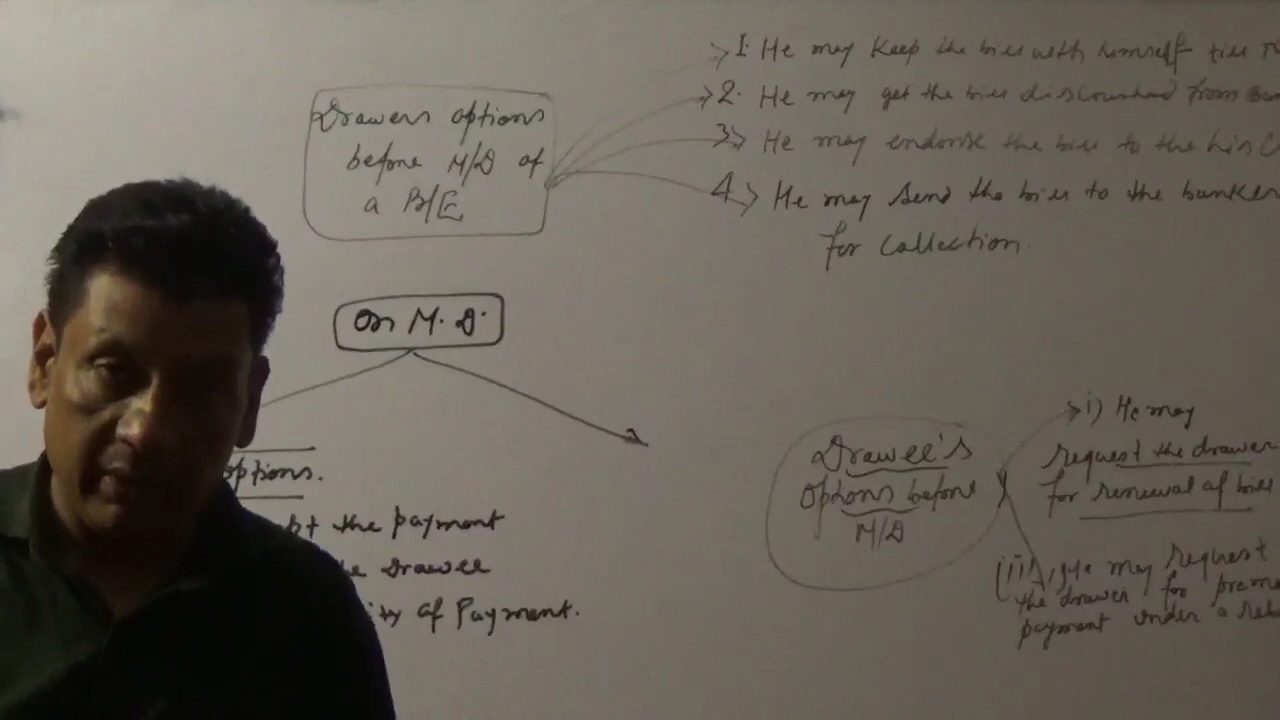 Drawers options
before M/D of
a B/E
1. He may Keep the bill with himself till
2. He may get the bill discounted from
3 He may endorse the bill to the his
4 He may send the bill to the banker
for Collection.
On M.D.
options.
the payment
Drawee
of Payment.
Drawee's
options before
M/D
i) He may
request the drawer
for renewal of bill
(ii) He may request
the drawer for
payment under a